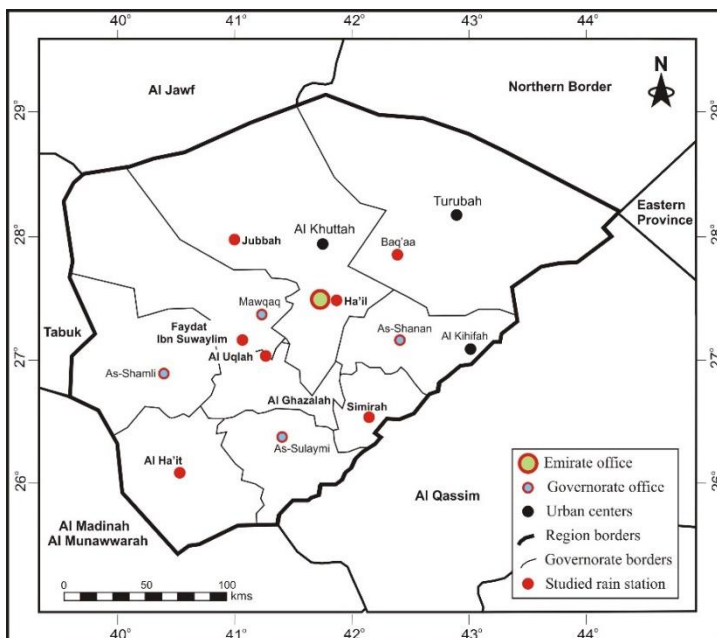 40° 41° 42° 43° 44°
N
Al Jawf
Northern Border
29° 29°
Turubah
Eastern
Province
28° 28°
Jubbah
Al Khuttah
Baq'aa
Mawqaq
Ha'il
Tabuk
Faydat
Ibn Suwaylim
As-Shanan
Al Kihifah
27° 27°
Al Uqlah
As-Shamli
Al Ghazalah
Simirah
As-Sulaymi
Al Ha'it
26° 26°
Al Qassim
Al Madinah
Al Munawwarah
Emirate office
Governorate office
Urban centers
Region borders
Governorate borders
Studied rain station
0 50 100
kms
40° 41° 42° 43° 44°